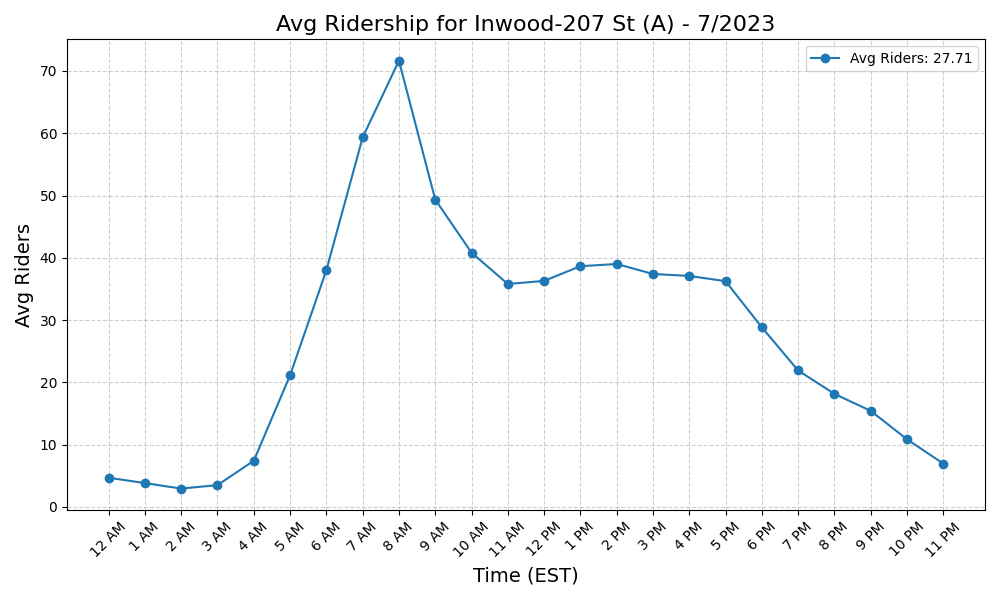 Avg Ridership for Inwood-207 St (A) - 7/2023
Avg Riders: 27.71
Avg Riders
70
60
50
40
30
20
10
0
12 AM
1 AM
2 AM
3 AM
4 AM
5 AM
6 AM
7 AM
8 AM
9 AM
10 AM
11 AM
12 PM
1 PM
2 PM
3 PM
4 PM
5 PM
6 PM
7 PM
8 PM
9 PM
10 PM
11 PM
Time (EST)